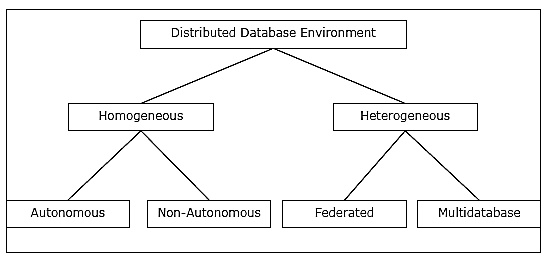 Distributed Database Environment
Homogeneous
Heterogeneous
Autonomous
Non-Autonomous
Federated
Multidatabase